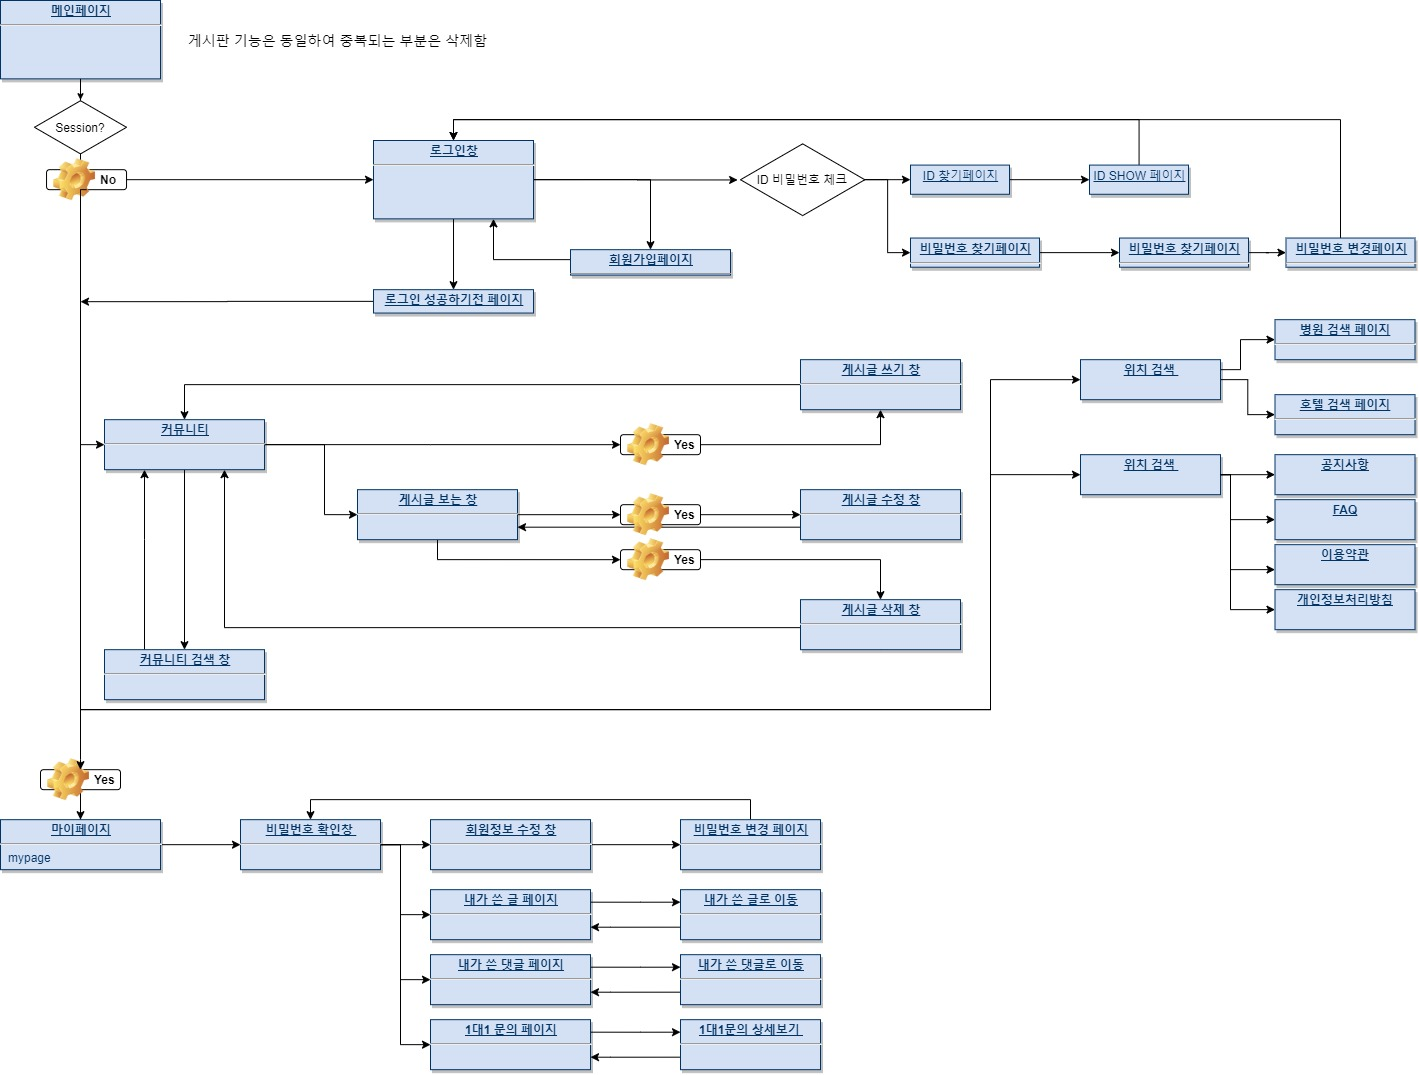 메인페이지
게시판 기능은 동일하여 중복되는 부분은 삭제함
Session?
No
로그인창
ID 비밀번호 체크
ID 찾기페이지
ID SHOW 페이지
회원가입페이지
비밀번호 찾기페이지
비밀번호 찾기페이지
비밀번호 변경페이지
로그인 성공하기전 페이지
병원 검색 페이지
게시글 쓰기 창
위치 검색
호텔 검색 페이지
커뮤니티
Yes
위치 검색
공지사항
게시글 보는 창
Yes
게시글 수정 창
FAQ
Yes
이용약관
게시글 삭제 창
개인정보처리방침
커뮤니티 검색 창
Yes
마이페이지
mypage
비밀번호 확인창
회원정보 수정 창
비밀번호 변경 페이지
내가 쓴 글 페이지
내가 쓴 글로 이동
내가 쓴 댓글 페이지
내가 쓴 댓글로 이동
1대1 문의 페이지
1대1문의 상세보기